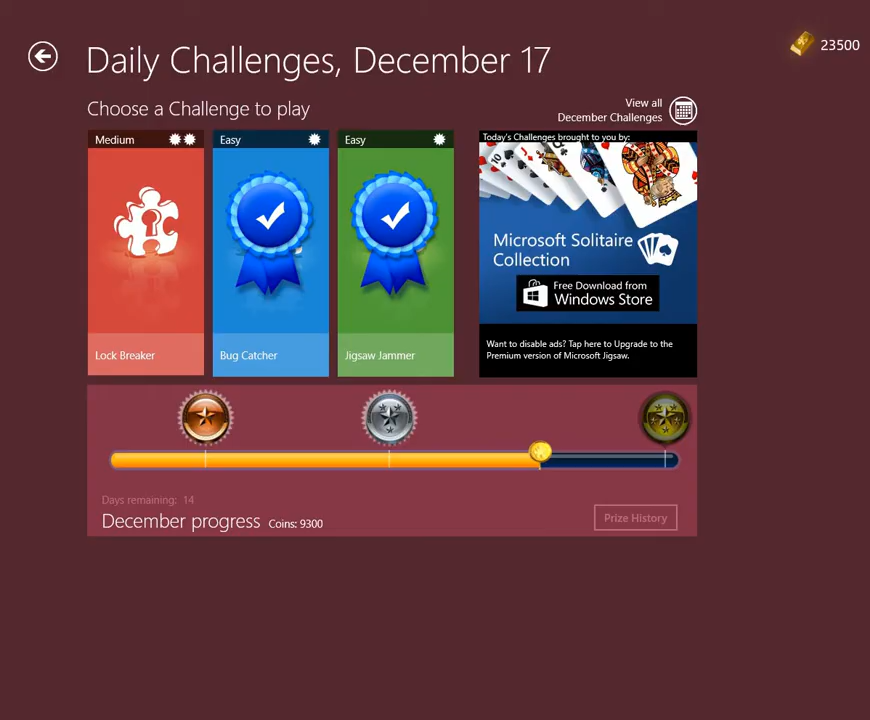 Daily Challenges, December 17
23500
Choose a Challenge to play
View all
December Challenges
Medium
Easy
Easy
Lock Breaker
Bug Catcher
Jigsaw Jammer
Today's Challenges brought to you by:
10
J
K
Microsoft Solitaire
Collection
Free Download from
Windows Store
Want to disable ads? Tap here to Upgrade to the
Premium version of Microsoft Jigsaw.
Days remaining: 14
December progress Coins: 9300
Prize History